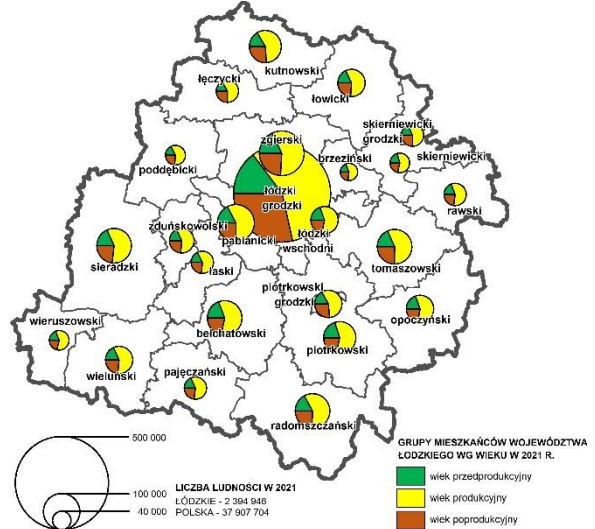 kutnowski
łęczycki
łowicki
skierniewicki
grodzki
zgierski
brzeziński
skierniewicki
poddębicki
łódzki
grodzki
rawski
zduńskowolski
pabianicki
łódzki
wschodni
sieradzki
łaski
tomaszowski
piotrkowski
grodzki
opoczyński
wieruszowski
bełchatowski
piotrkowski
wieluński
pajęczański
radomszczański
500 000
100 000
40 000
LICZBA LUDNOŚCI W 2021
ŁÓDZKIE - 2 394 946
POLSKA - 37 907 704
GRUPY MIESZKAŃCÓW WOJEWÓDZTWA
ŁODZKIEGO WG WIEKU W 2021 R.
wiek przedprodukcyjny
wiek produkcyjny
wiek poprodukcyjny